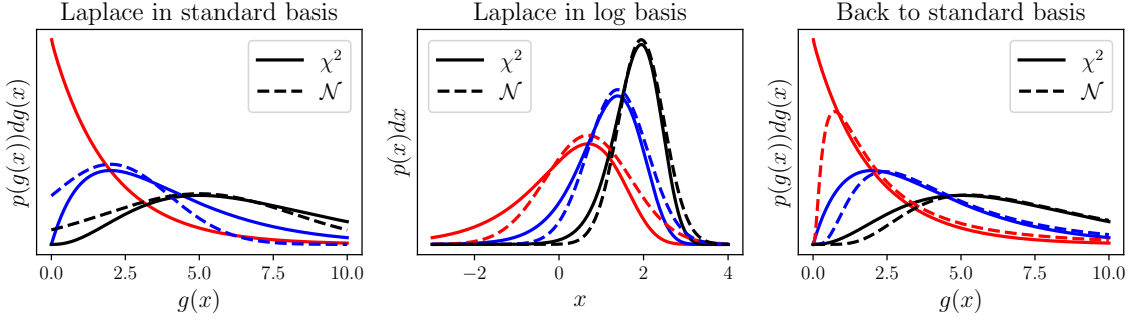 Laplace in standard basis
p(g(x))dg(x)
χ²
𝒩
0.0 2.5 5.0 7.5 10.0
g(x)
Laplace in log basis
p(x)dx
χ²
𝒩
−2 0 2 4
x
Back to standard basis
p(g(x))dg(x)
χ²
𝒩
0.0 2.5 5.0 7.5 10.0
g(x)